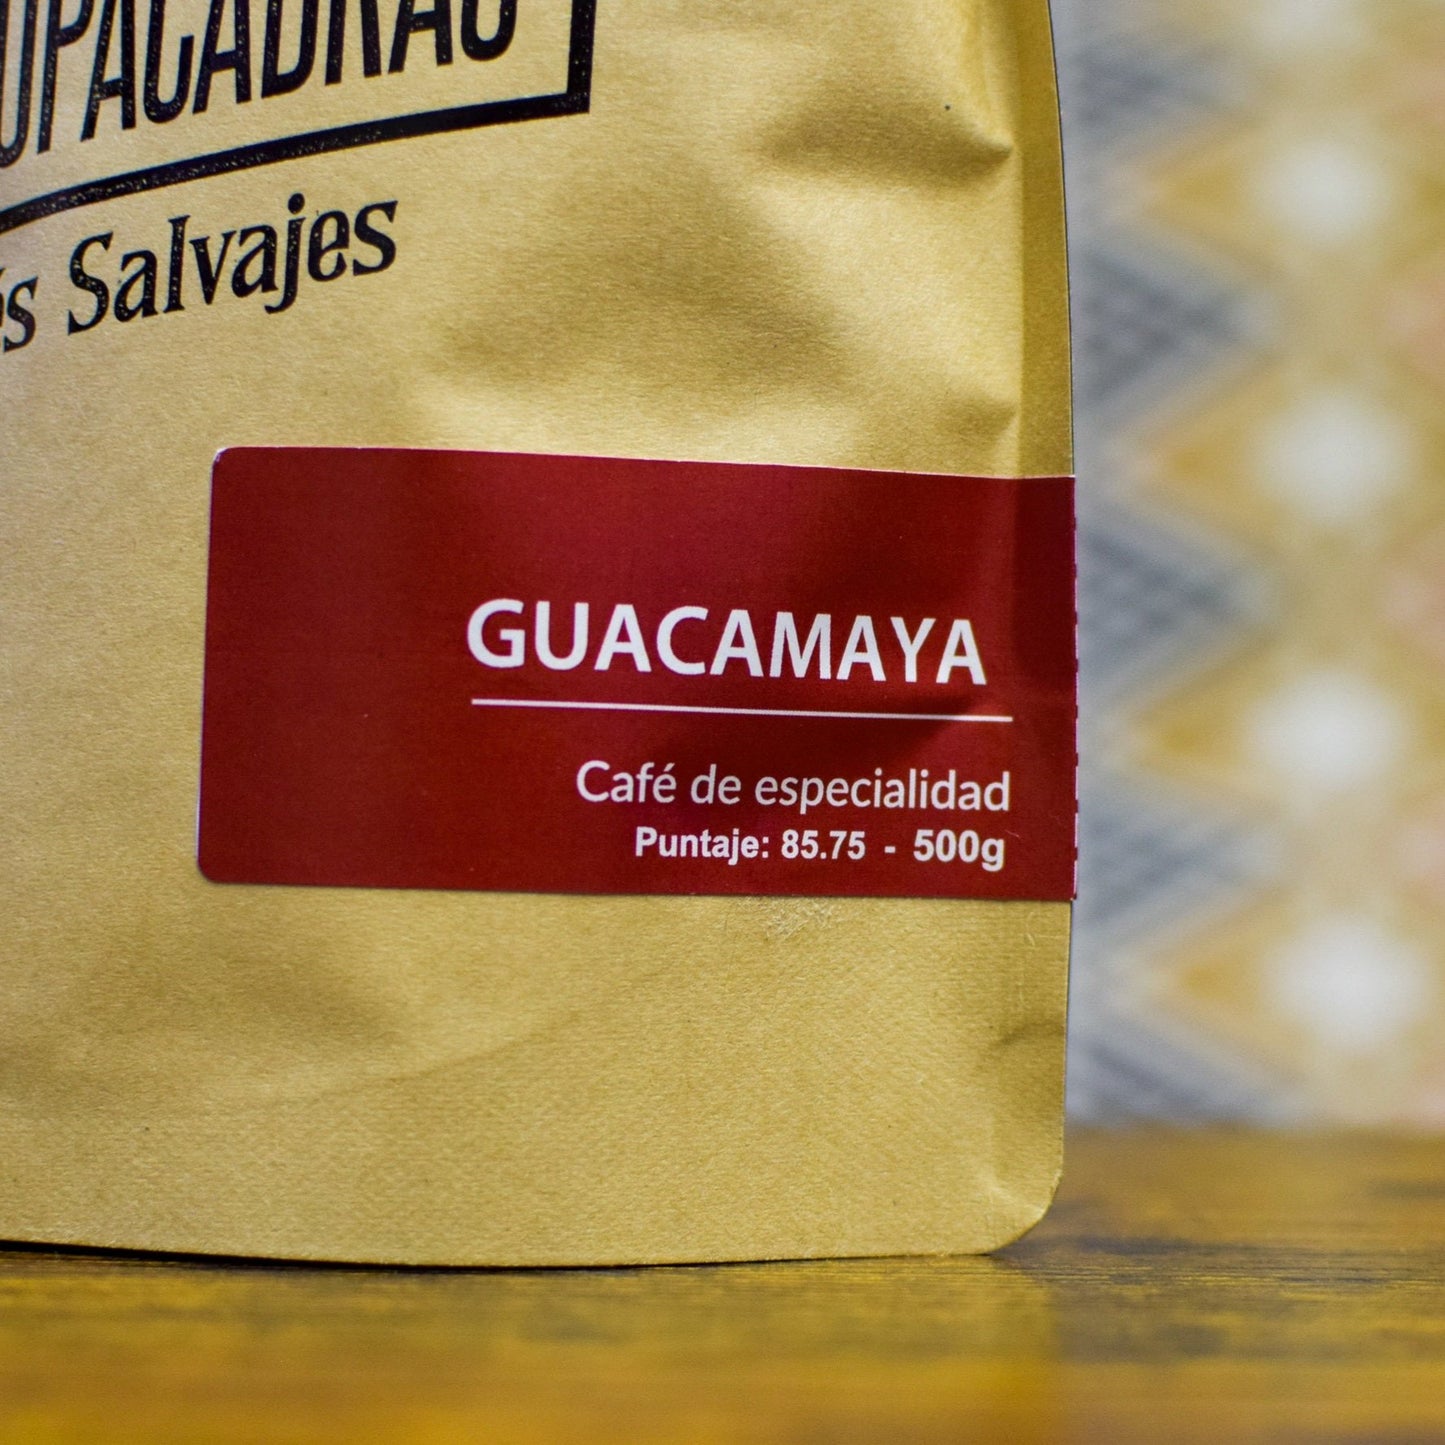 Salvajes
GUACAMAYA
Café de especialidad
Puntaje: 85.75 - 500g